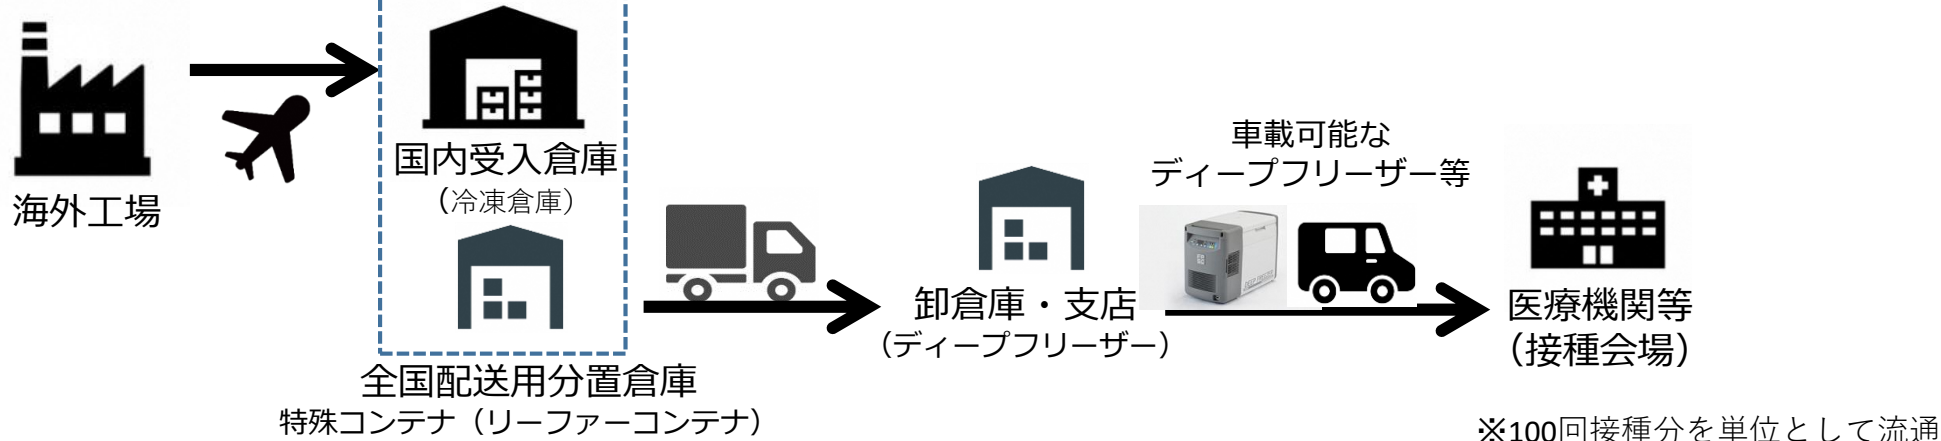 海外工場
国内受入倉庫
（冷凍倉庫）
全国配送用分置倉庫
特殊コンテナ（リーファーコンテナ）
卸倉庫・支店
（ディープフリーザー）
車載可能な
ディープフリーザー等
医療機関等
（接種会場）
※100回接種分を単位として流通